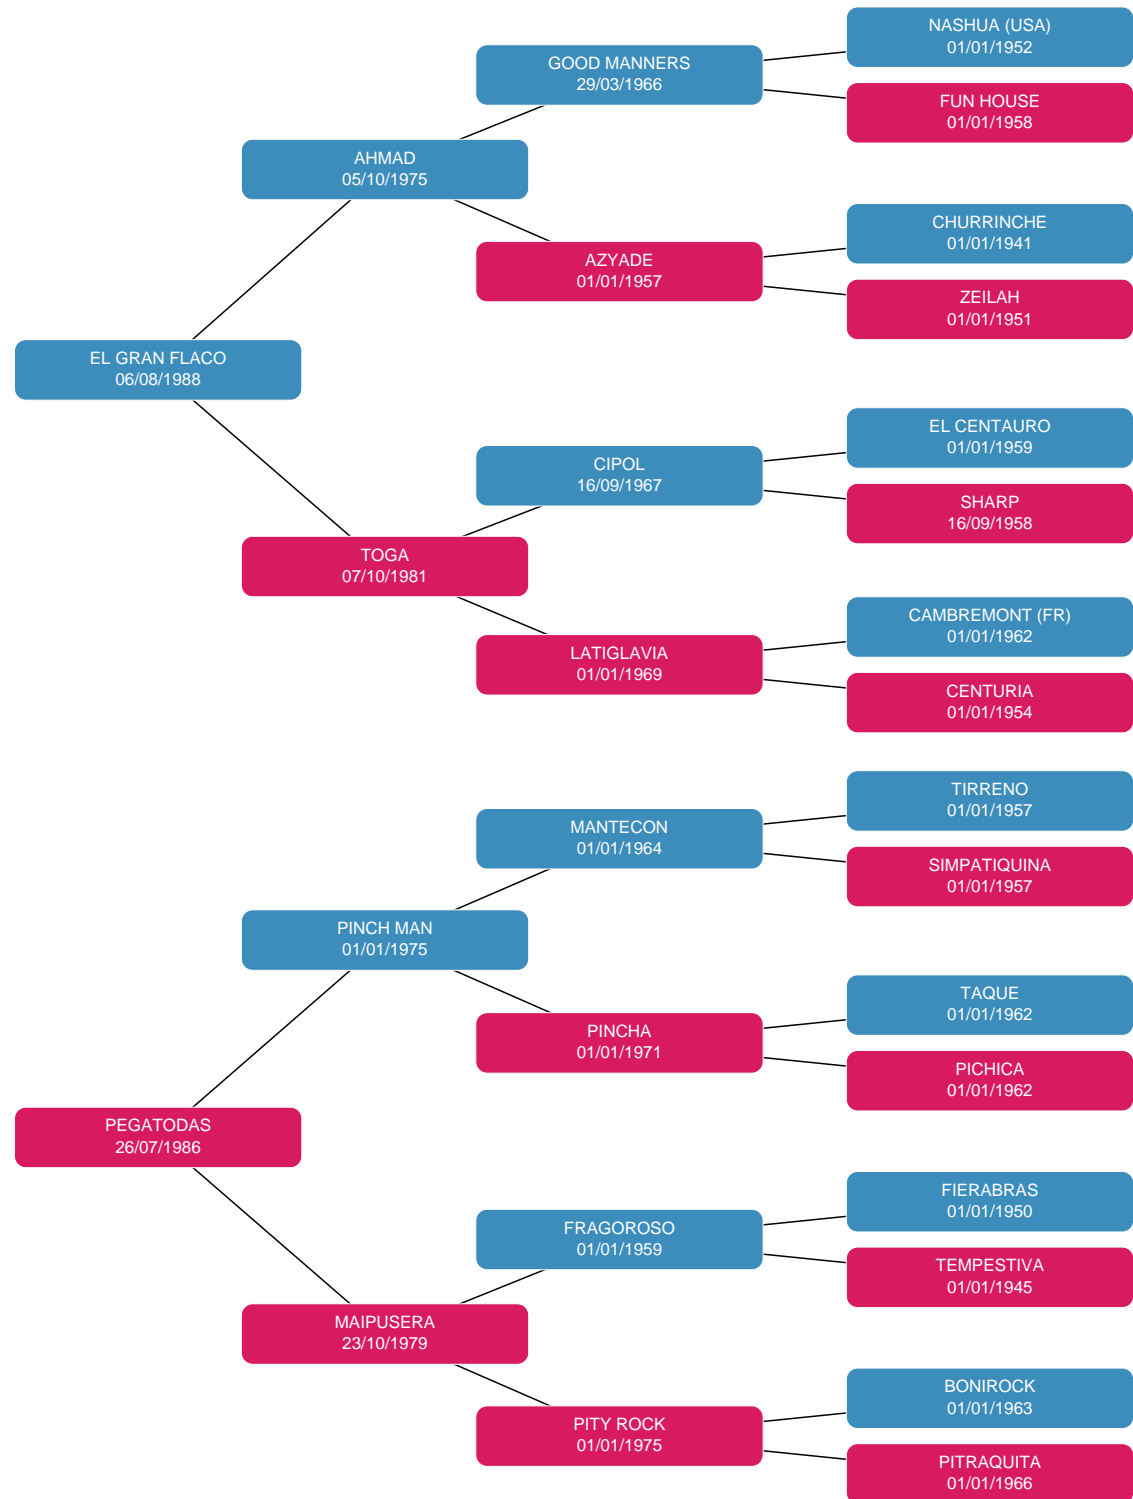 NASHUA (USA)
01/01/1952
GOOD MANNERS
29/03/1966
FUN HOUSE
01/01/1958
AHMAD
05/10/1975
CHURRINCHE
01/01/1941
AZYADE
01/01/1957
ZEILAH
01/01/1951
EL GRAN FLACO
06/08/1988
EL CENTAURO
01/01/1959
CIPOL
16/09/1967
SHARP
16/09/1958
TOGA
07/10/1981
CAMBREMONT (FR)
01/01/1962
LATIGLAVIA
01/01/1969
CENTURIA
01/01/1954
TIRRENO
01/01/1957
MANTECON
01/01/1964
SIMPATIQUINA
01/01/1957
PINCH MAN
01/01/1975
TAQUE
01/01/1962
PINCHA
01/01/1971
PICHICA
01/01/1962
PEGATODAS
26/07/1986
FIERABRAS
01/01/1950
FRAGOROSO
01/01/1959
TEMPESTIVA
01/01/1945
MAIPUSERA
23/10/1979
BONIROCK
01/01/1963
PITY ROCK
01/01/1975
PITRAQUITA
01/01/1966